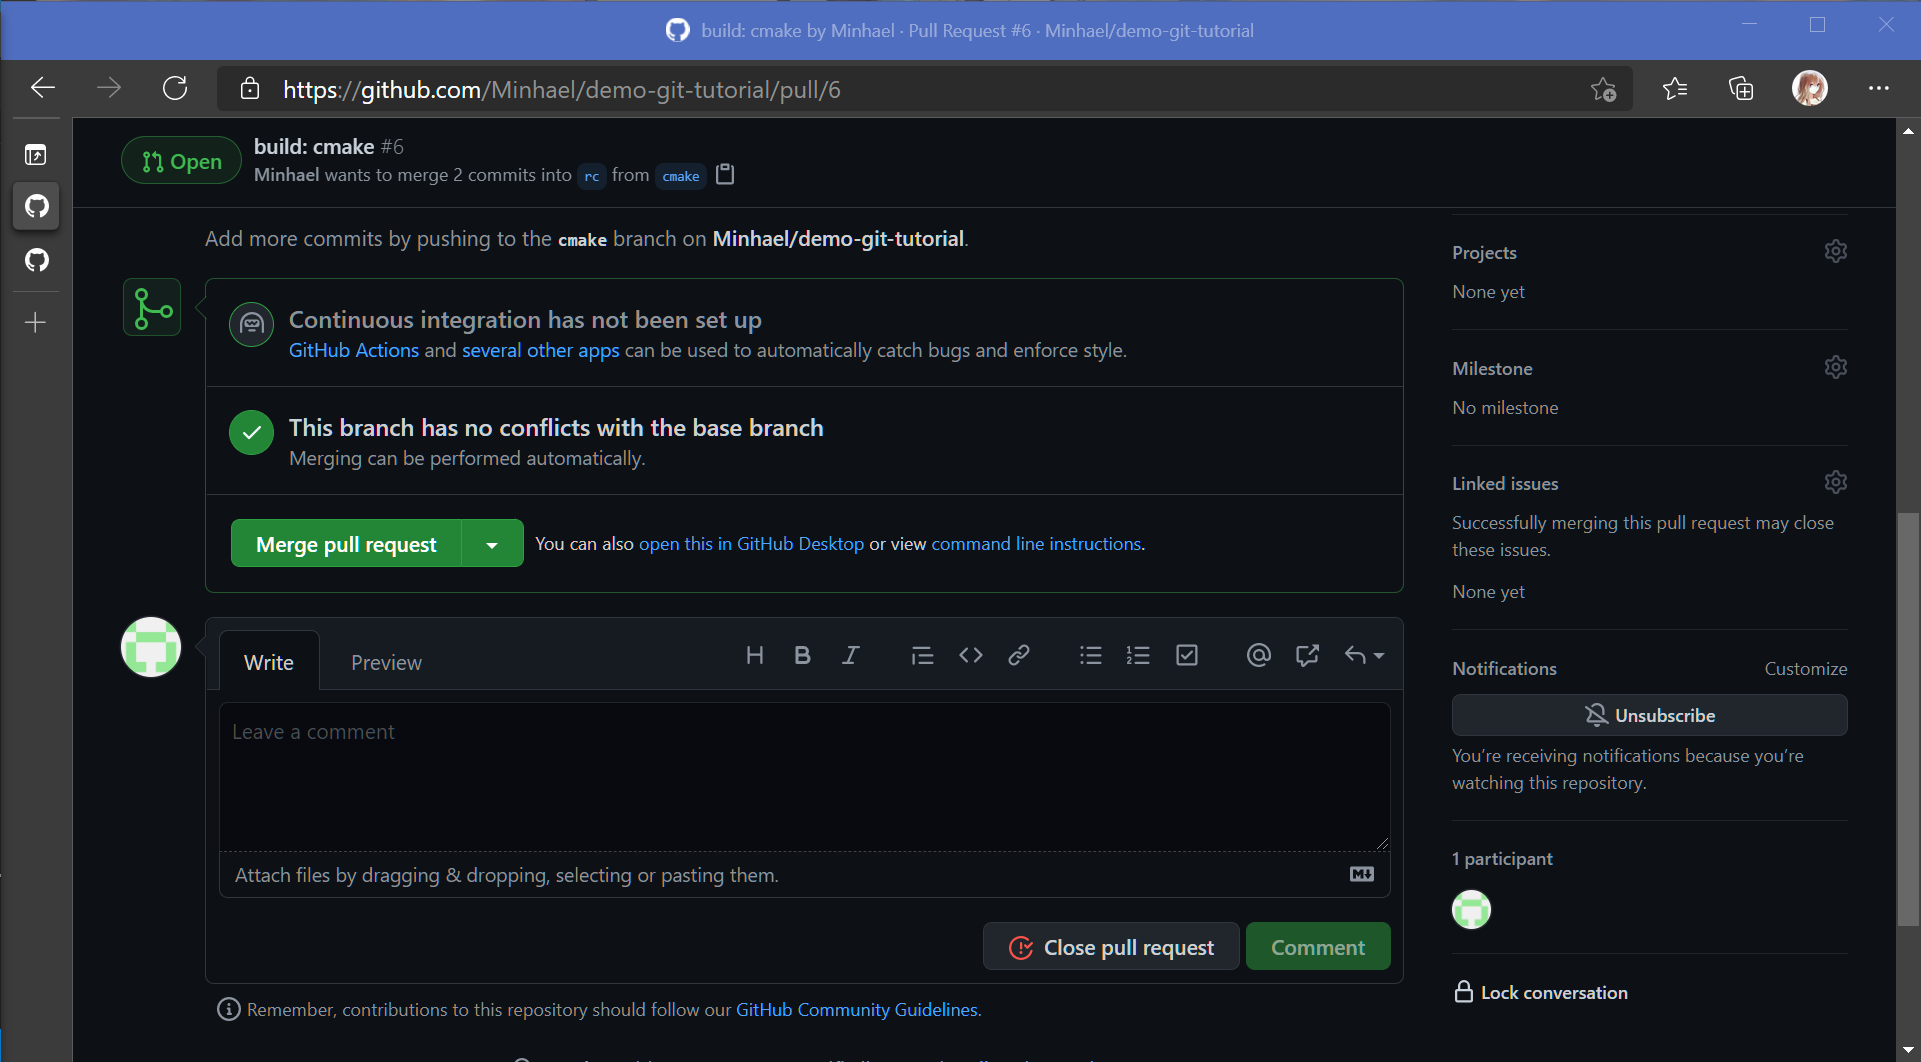 build: cmake by Minhael · Pull Request #6 · Minhael/demo-git-tutorial
https://github.com/Minhael/demo-git-tutorial/pull/6
Open
build: cmake #6
Minhael wants to merge 2 commits into rc from cmake
Add more commits by pushing to the cmake branch on Minhael/demo-git-tutorial.
Continuous integration has not been set up
GitHub Actions and several other apps can be used to automatically catch bugs and enforce style.
This branch has no conflicts with the base branch
Merging can be performed automatically.
Merge pull request
You can also open this in GitHub Desktop or view command line instructions.
Write
Preview
Leave a comment
Attach files by dragging & dropping, selecting or pasting them.
Close pull request
Comment
Remember, contributions to this repository should follow our GitHub Community Guidelines.
Projects
None yet
Milestone
No milestone
Linked issues
Successfully merging this pull request may close
these issues.
None yet
Notifications
Customize
Unsubscribe
You're receiving notifications because you're
watching this repository.
1 participant
Lock conversation